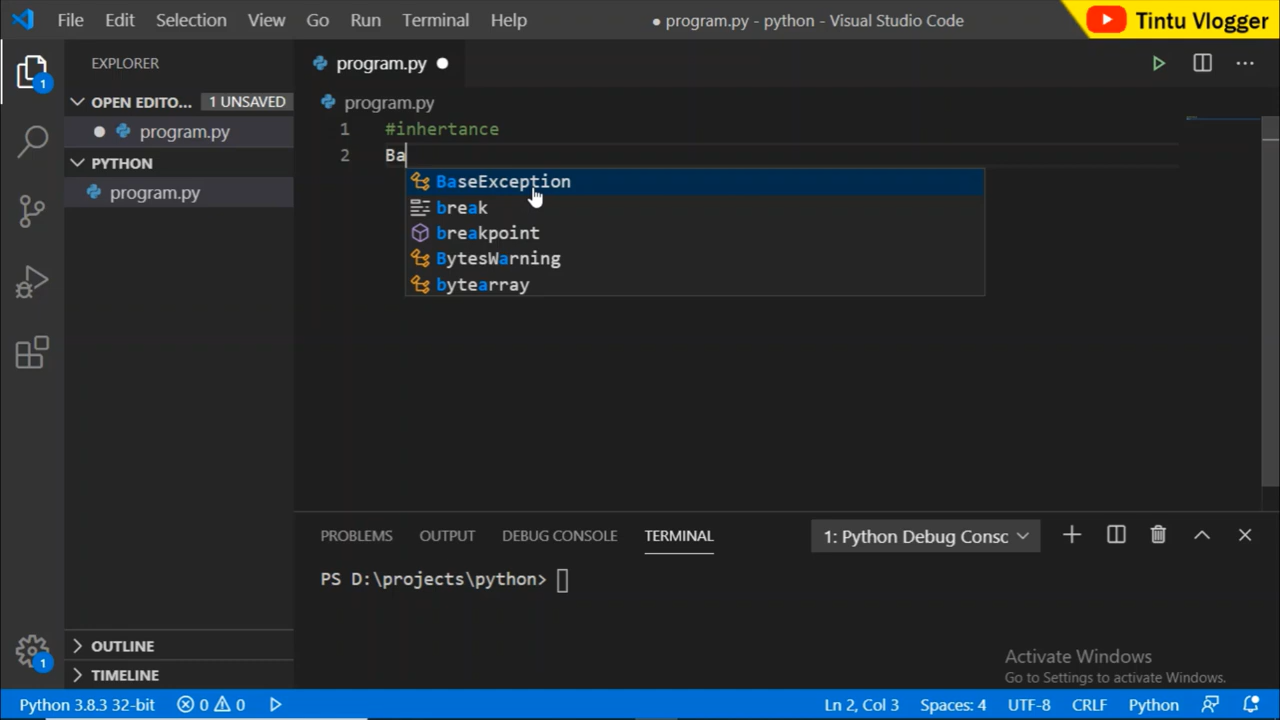 File Edit Selection View Go Run Terminal Help
● program.py - python - Visual Studio Code
Tintu Vlogger
EXPLORER
program.py
OPEN EDITO... 1 UNSAVED
program.py
program.py
1 #inhertance
PYTHON
2 Ba
program.py
BaseException
break
breakpoint
BytesWarning
bytearray
PROBLEMS OUTPUT DEBUG CONSOLE TERMINAL
1: Python Debug Consc
PS D:\projects\python>
OUTLINE
TIMELINE
Activate Windows
Go to Settings to activate Windows.
1
1
Python 3.8.3 32-bit 0 0 Ln 2, Col 3 Spaces: 4 UTF-8 CRLF Python